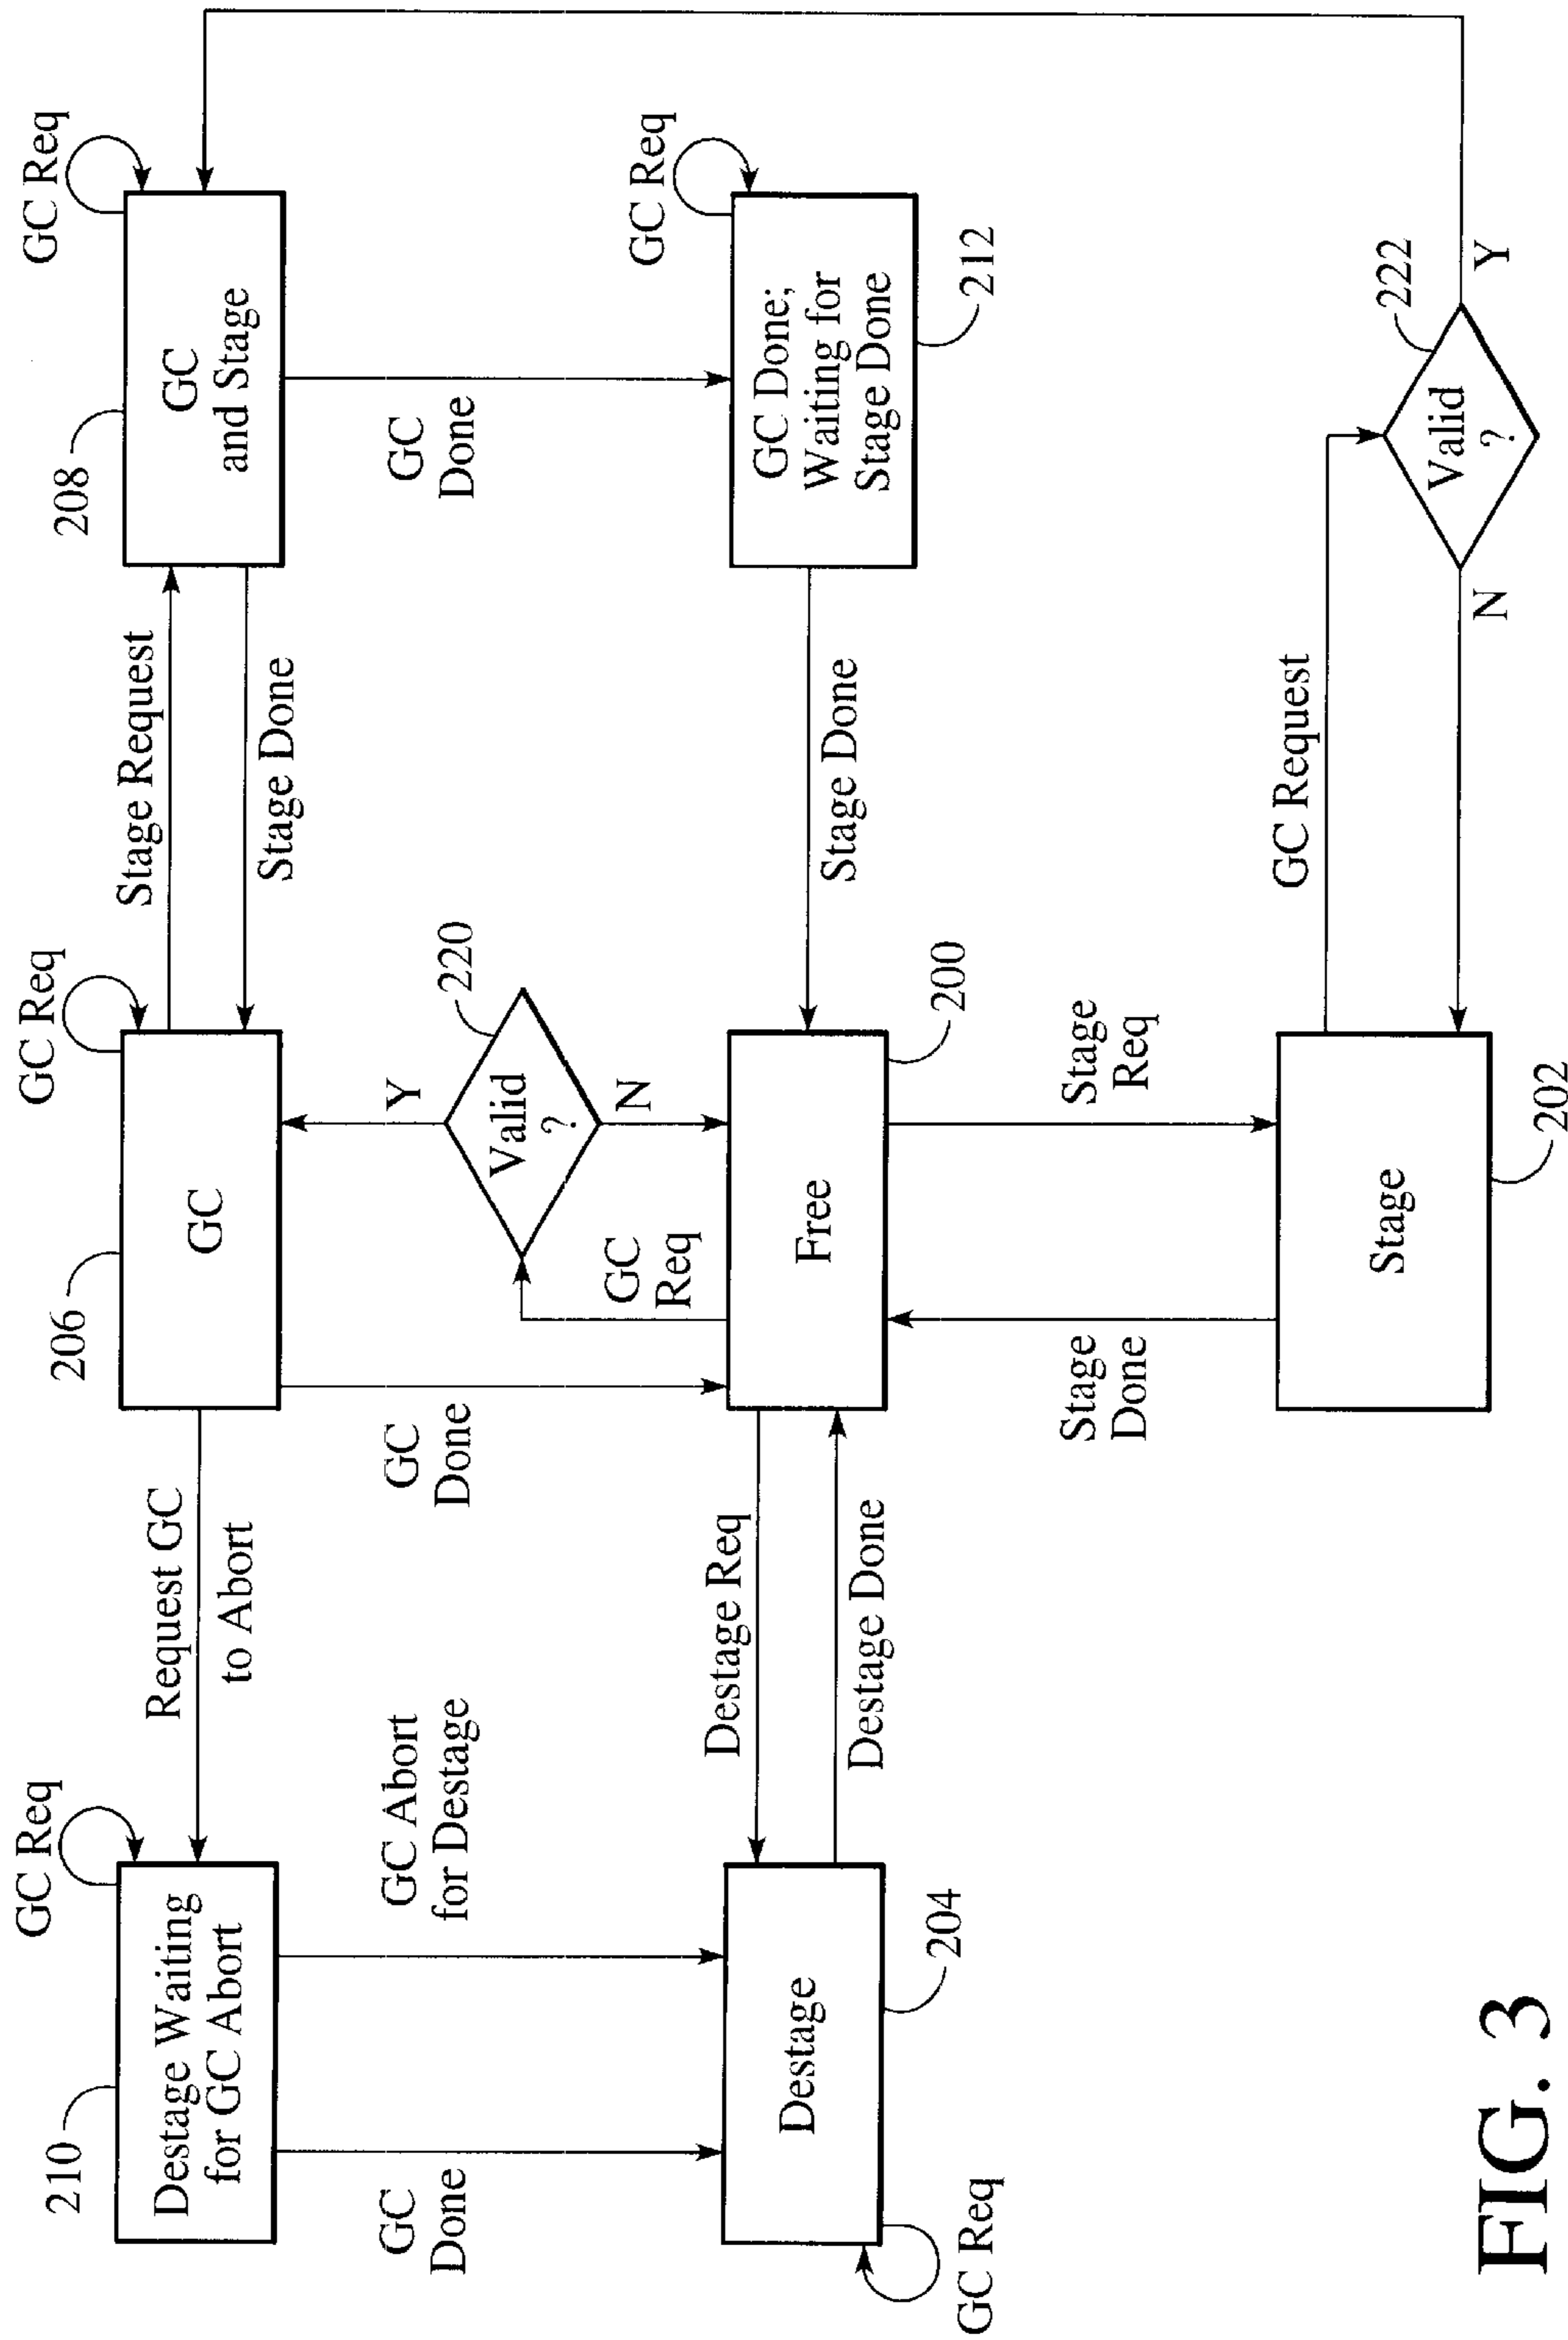 210
GC Req
Destage Waiting
for GC Abort
Request GC
to Abort
206
GC Req
GC
Stage Request
Stage Done
208
GC Req
GC
and Stage
GC
Done
GC Abort
for Destage
GC
Done
Y
Valid
?
220
N
GC
Req
GC
Done
GC Req
Destage
204
Destage Req
Destage Done
Free
200
Stage Done
GC Req
GC Done;
Waiting for
Stage Done
212
Stage
Done
Stage
Req
Stage
202
GC Request
N
Valid
?
222
Y
FIG. 3